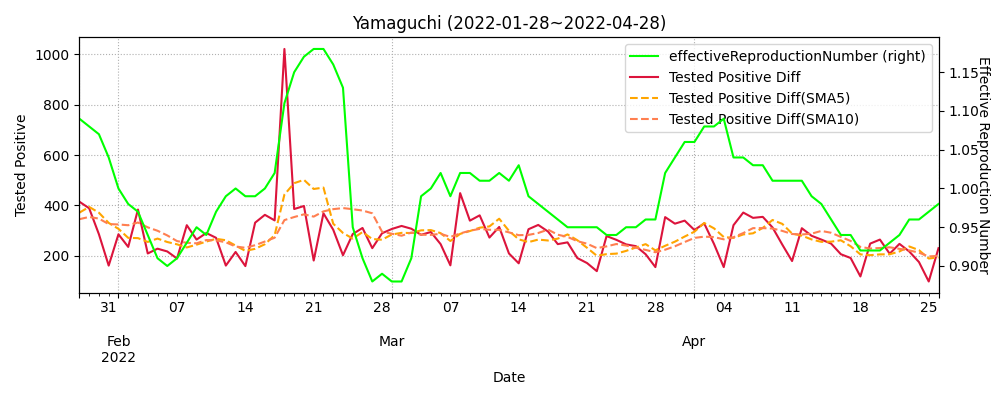 Yamaguchi (2022-01-28~2022-04-28)
effectiveReproductionNumber (right)
Tested Positive Diff
Tested Positive Diff(SMA5)
Tested Positive Diff(SMA10)
Tested Positive
1000
800
600
400
200
Effective Reproduction Number
1.15
1.10
1.05
1.00
0.95
0.90
31 07 14 21 28 07 14 21 28 04 11 18 25
Feb Mar Apr
2022
Date